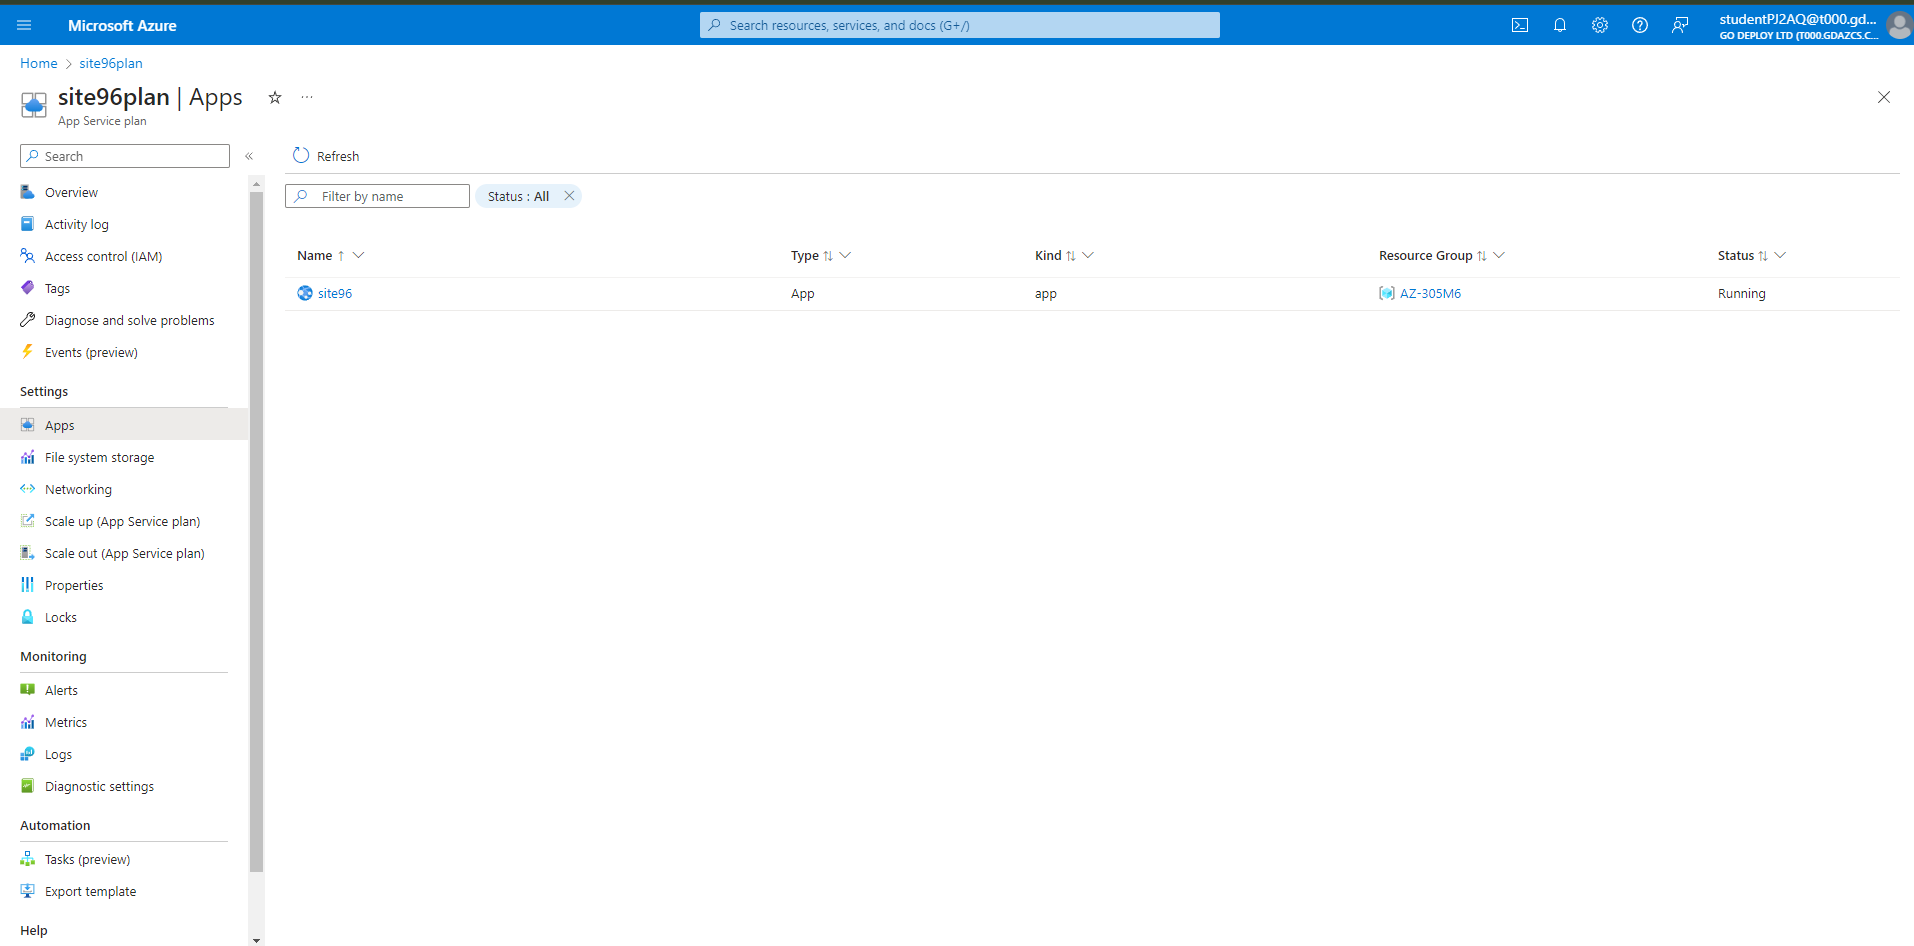 Microsoft Azure
Search resources, services, and docs (G+/)
studentPJ2AQ@t000.gd...
GO DEPLOY LTD (T000.GDAZCS.C...
Home > site96plan
site96plan | Apps
App Service plan
Search
Overview
Activity log
Access control (IAM)
Tags
Diagnose and solve problems
Events (preview)
Settings
Apps
File system storage
Networking
Scale up (App Service plan)
Scale out (App Service plan)
Properties
Locks
Monitoring
Alerts
Metrics
Logs
Diagnostic settings
Automation
Tasks (preview)
Export template
Help
Refresh
Filter by name
Status : All
Name Type Kind Resource Group Status
site96 App app AZ-305M6 Running